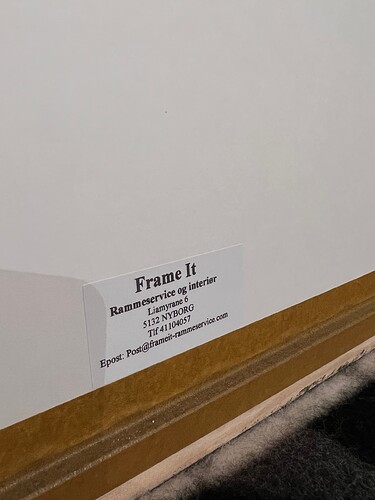 Frame It
Rammeservice og interiør
Liamyrane 6
5132 NYBORG
Tlf 41104057
Epost: Post@frameit-rammeservice.com